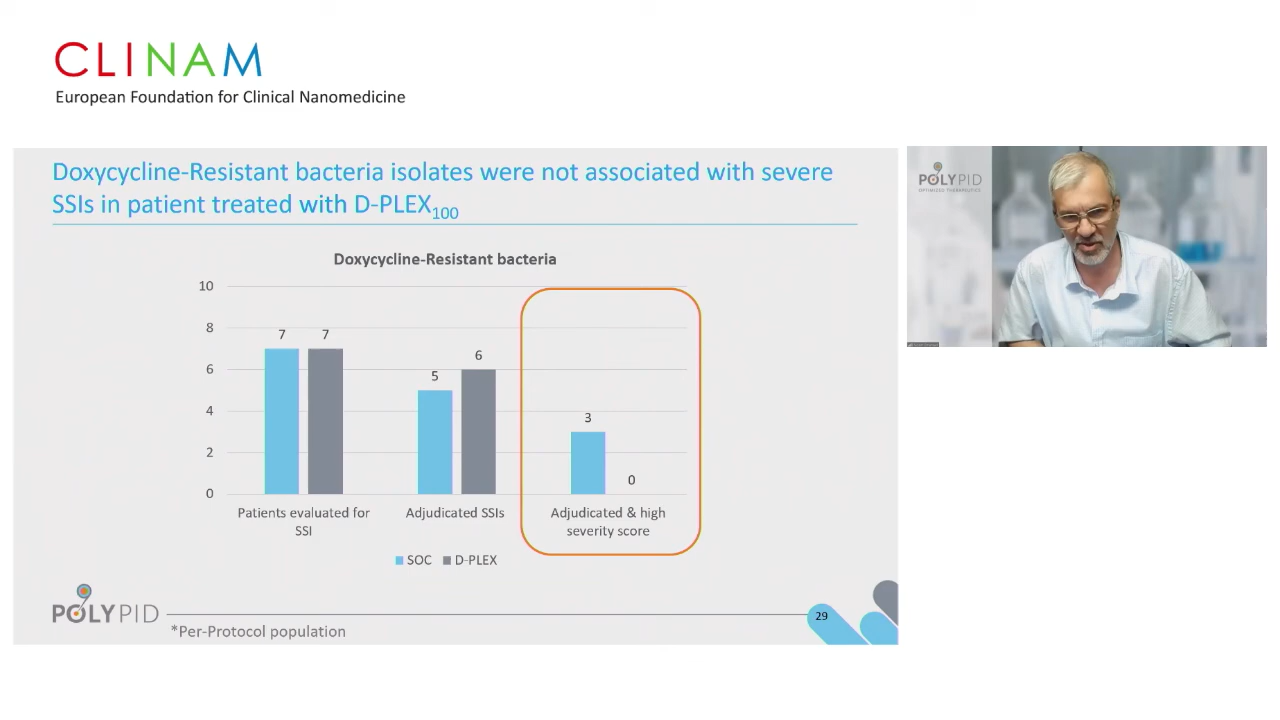 CLINAM
European Foundation for Clinical Nanomedicine
Doxycycline-Resistant bacteria isolates were not associated with severe
SSIs in patient treated with D-PLEX100
Doxycycline-Resistant bacteria
10
8
6
4
2
0
7
7
5
6
3
0
Patients evaluated for
SSI
Adjudicated SSIs
Adjudicated & high
severity score
SOC
D-PLEX
POLYPID
*Per-Protocol population
29
POLYPID
OPTIMIZED THERAPEUTICS